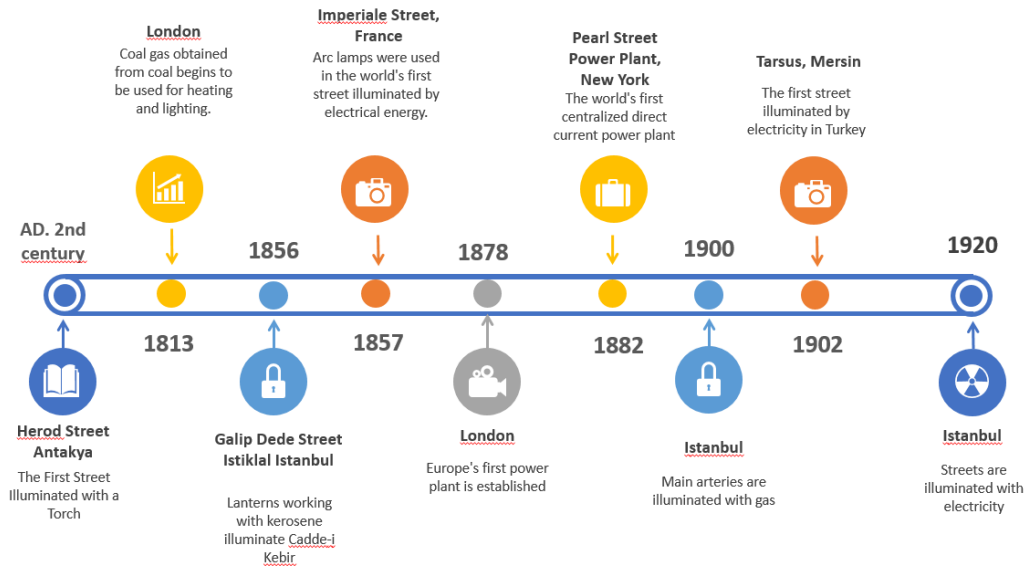 London
Coal gas obtained
from coal begins to
be used for heating
and lighting.
Imperiale Street,
France
Arc lamps were used
in the world's first
street illuminated by
electrical energy.
Pearl Street
Power Plant,
New York
The world's first
centralized direct
current power plant
Tarsus, Mersin
The first street
illuminated by
electricity in Turkey
AD. 2nd
century
1856
1878
1900
1920
1813
1857
1882
1902
Herod Street
Antakya
The First Street
Illuminated with a
Torch
Galip Dede Street
Istiklal Istanbul
Lanterns working
with kerosene
illuminate Cadde-i
Kebir
London
Europe's first power
plant is established
Istanbul
Main arteries are
illuminated with gas
Istanbul
Streets are
illuminated with
electricity